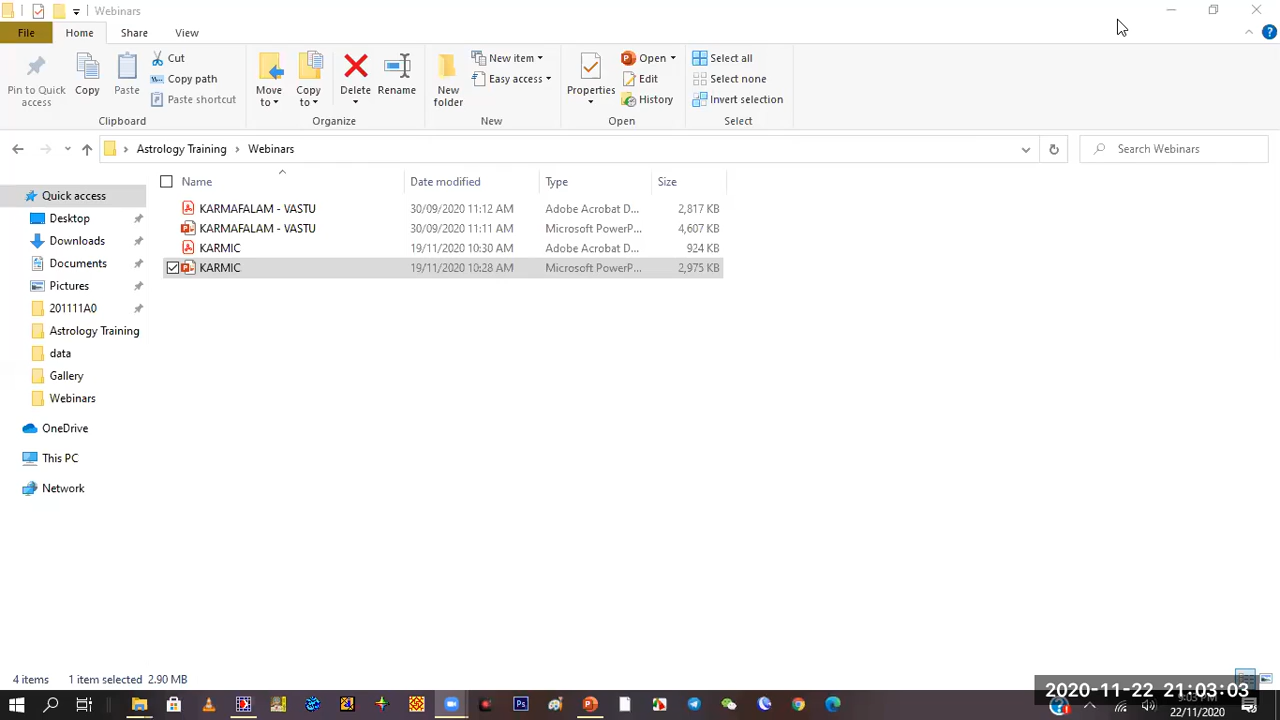 Webinars
File Home Share View
Pin to Quick access
Copy
Paste
Cut
Copy path
Paste shortcut
Clipboard
Move to
Copy to
Delete
Rename
Organize
New folder
New item
Easy access
New
Properties
Open
Edit
History
Open
Select all
Select none
Invert selection
Select
Astrology Training > Webinars
Search Webinars
Name Date modified Type Size
KARMAFALAM - VASTU 30/09/2020 11:12 AM Adobe Acrobat D... 2,817 KB
KARMAFALAM - VASTU 30/09/2020 11:11 AM Microsoft PowerP... 4,607 KB
KARMIC 19/11/2020 10:30 AM Adobe Acrobat D... 924 KB
KARMIC 19/11/2020 10:28 AM Microsoft PowerP... 2,975 KB
Quick access
Desktop
Downloads
Documents
Pictures
201111A0
Astrology Training
data
Gallery
Webinars
OneDrive
This PC
Network
4 items 1 item selected 2.90 MB
2020-11-22 21:03:03
22/11/2020